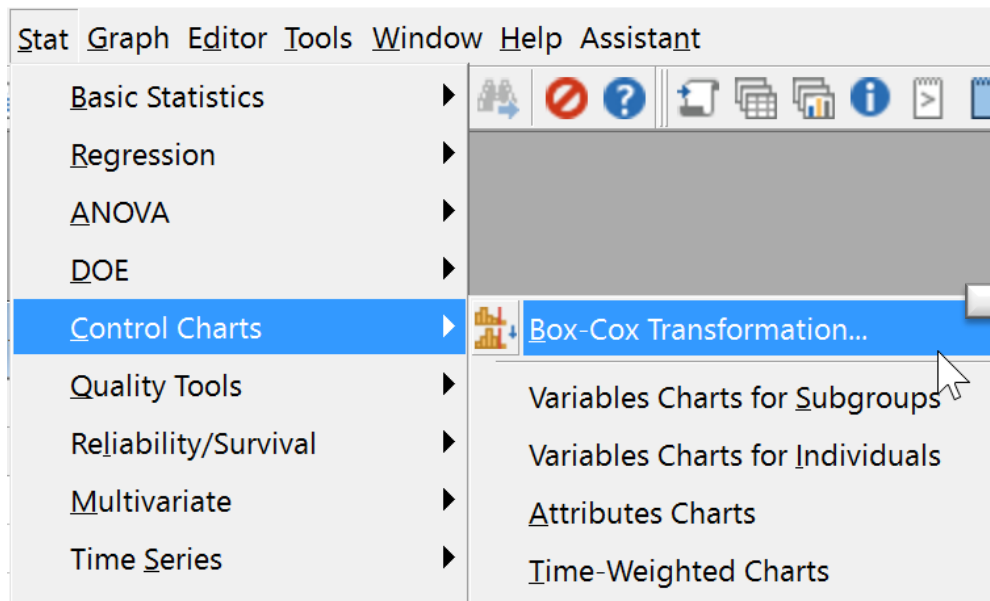 Stat Graph Editor Tools Window Help Assistant
Basic Statistics
Regression
ANOVA
DOE
Control Charts
Quality Tools
Reliability/Survival
Multivariate
Time Series
Box-Cox Transformation...
Variables Charts for Subgroups
Variables Charts for Individuals
Attributes Charts
Time-Weighted Charts